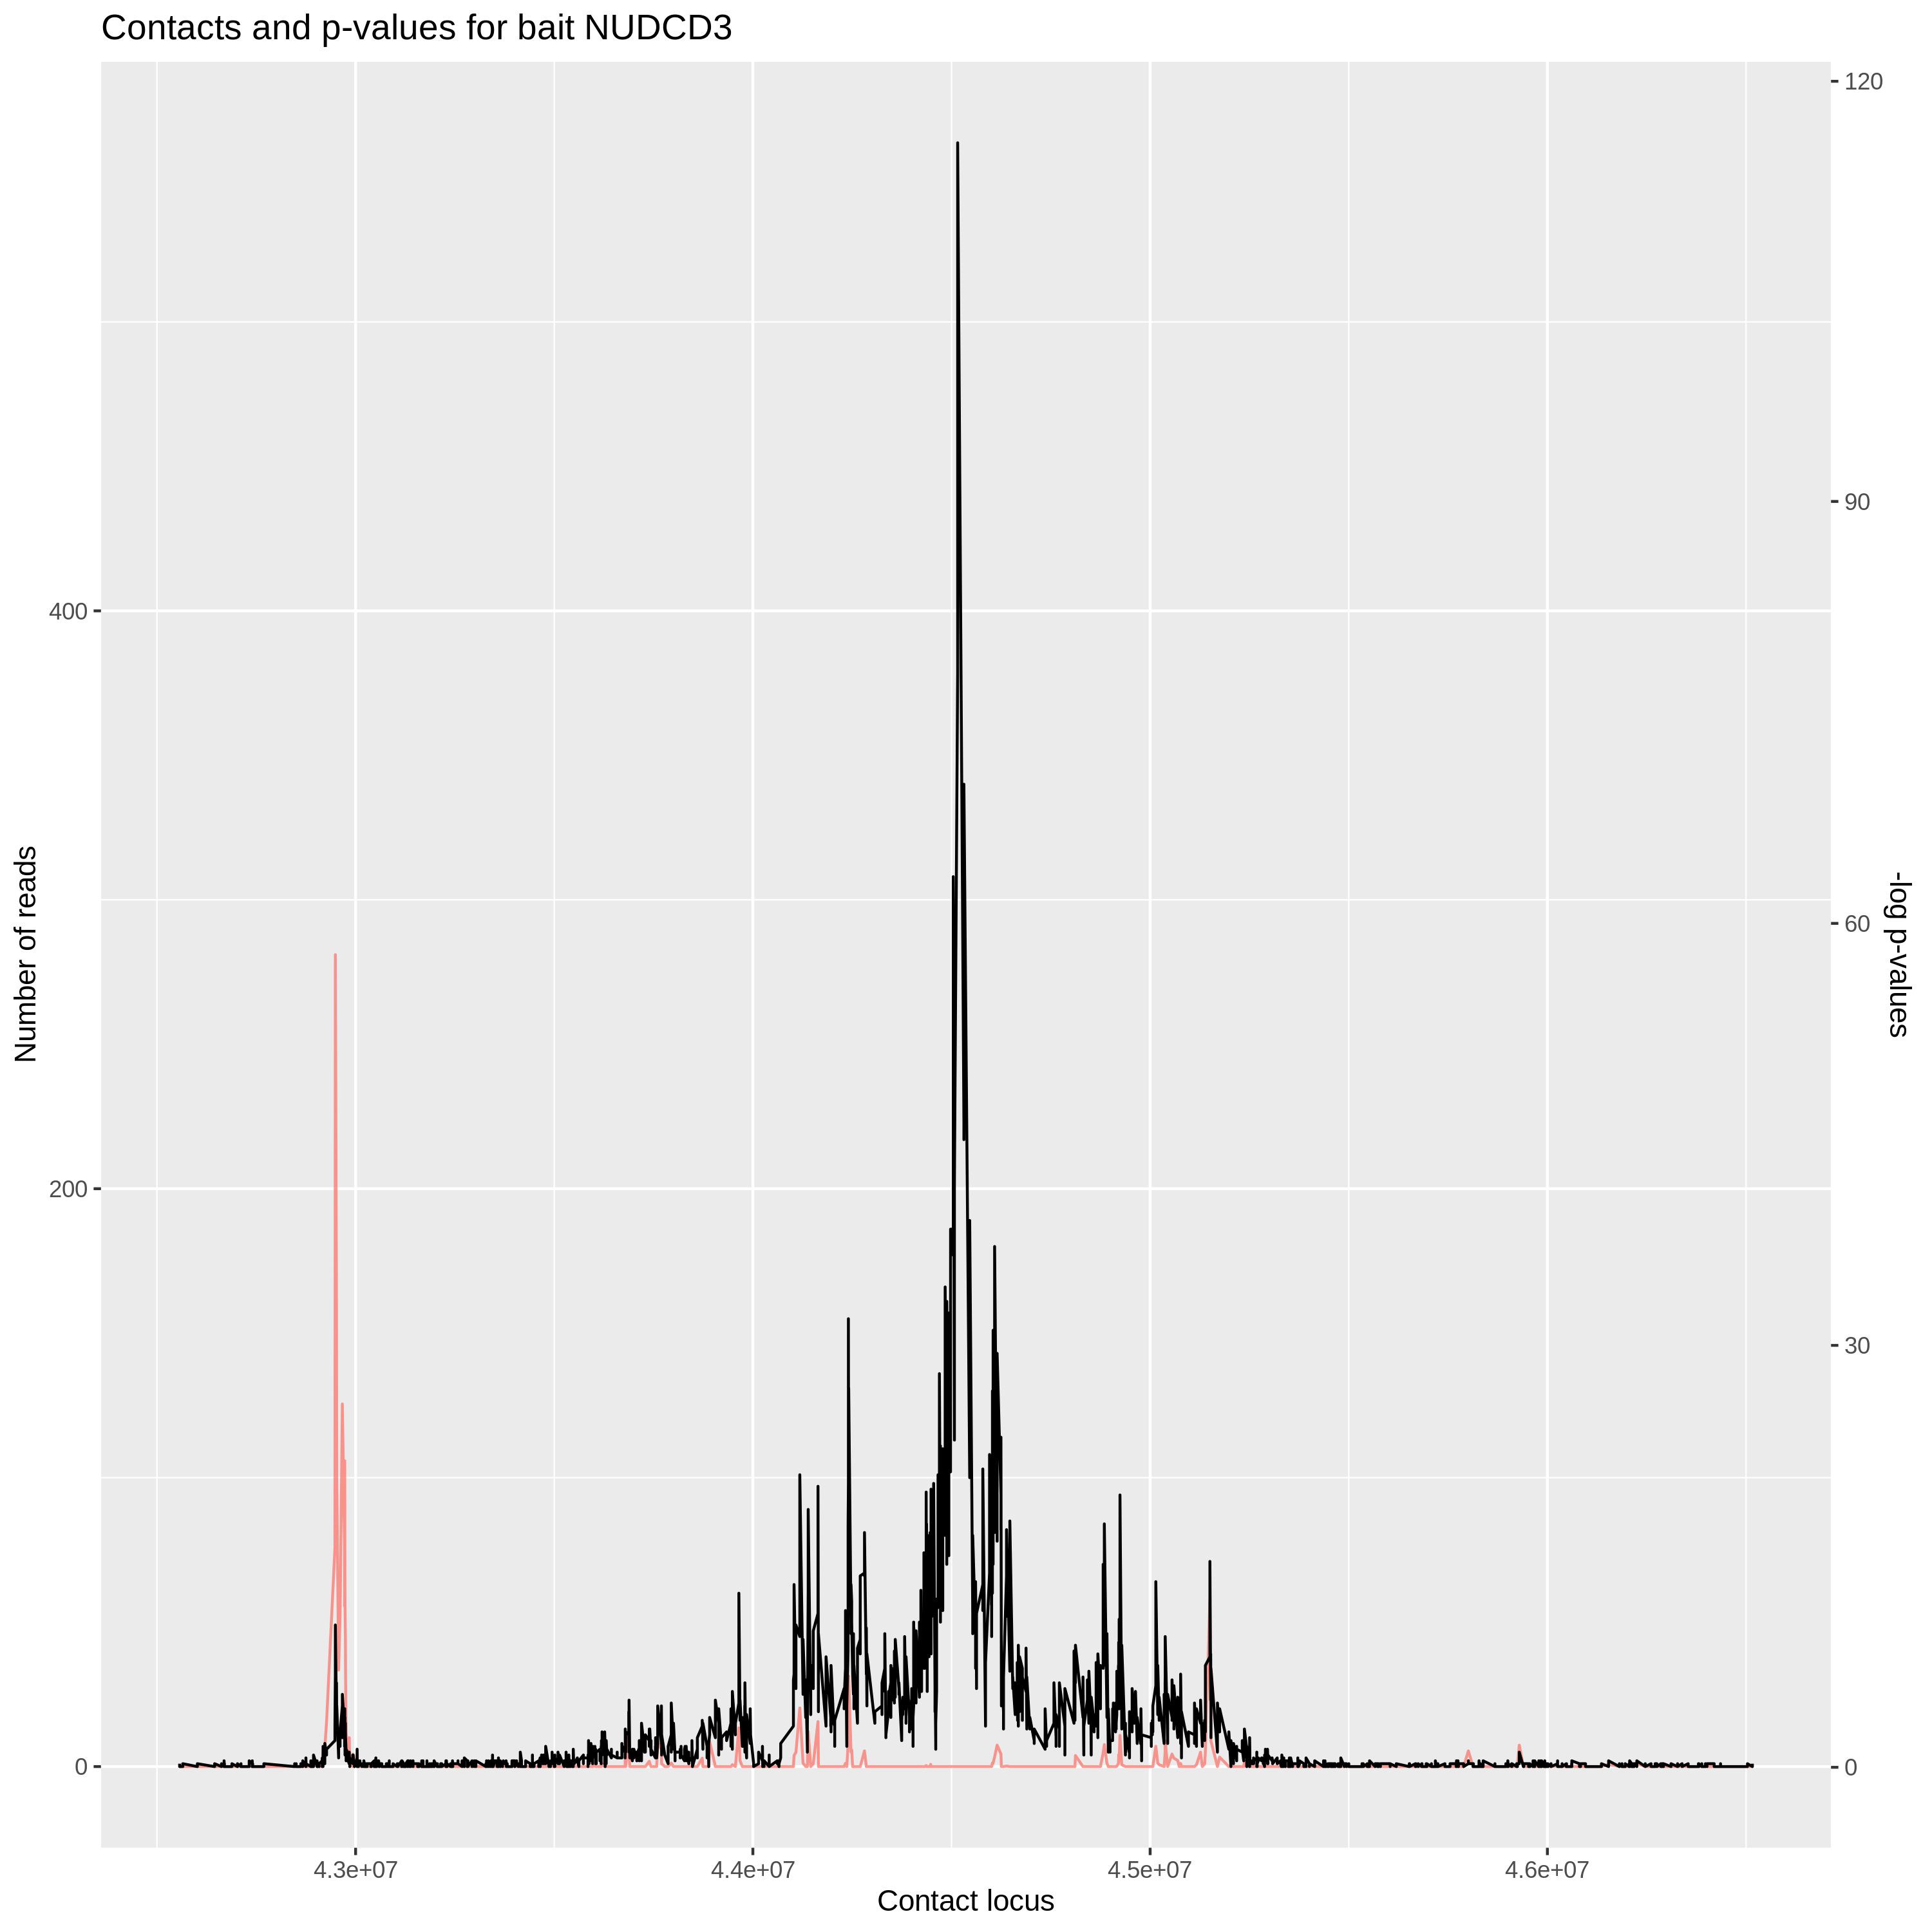 Contacts and p-values for bait NUDCD3
120
90
400
60
Number of reads
-log p-values
200
30
0
0
4.3e+07
4.4e+07
4.5e+07
4.6e+07
Contact locus